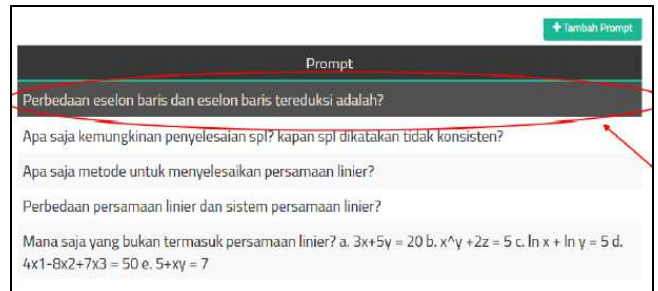 + Tambah Prompt
Prompt
Perbedaan eselon baris dan eselon baris tereduksi adalah?
Apa saja kemungkinan penyelesaian spl? kapan spl dikatakan tidak konsisten?
Apa saja metode untuk menyelesaikan persamaan linier?
Perbedaan persamaan linier dan sistem persamaan linier?
Mana saja yang bukan termasuk persamaan linier? a. 3x+5y = 20 b. x^y +2z = 5 c. ln x + ln y = 5 d.
4x1-8x2+7x3 = 50 e. 5+xy = 7